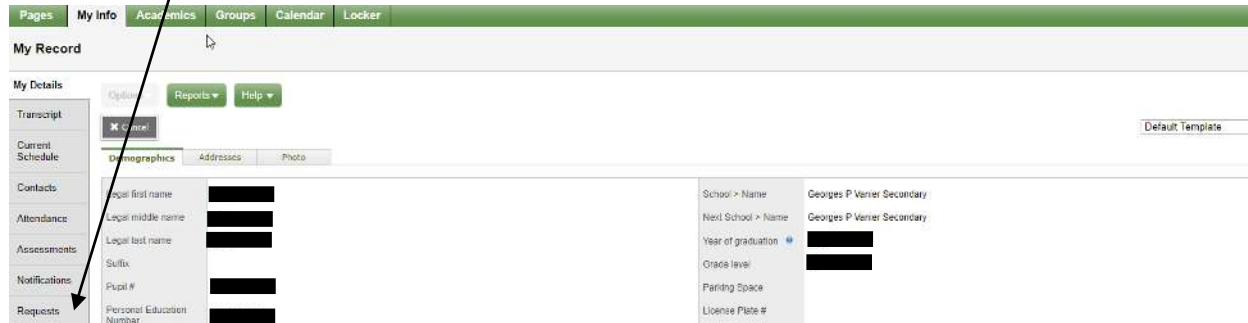 Pages My Info Academics Groups Calendar Locker
My Record
My Details
Transcript
Current
Schedule
Contacts
Attendance
Assessments
Notifications
Requests
Options Reports Help
Cancel
Default Template
Demographics Addresses Photo
Legal first name
Legal middle name
Legal last name
Suffix
Pupil #
Personal Education
Number
School > Name Georges P Vanier Secondary
Next School > Name Georges P Vanier Secondary
Year of graduation
Grade level
Parking Space
License Plate #